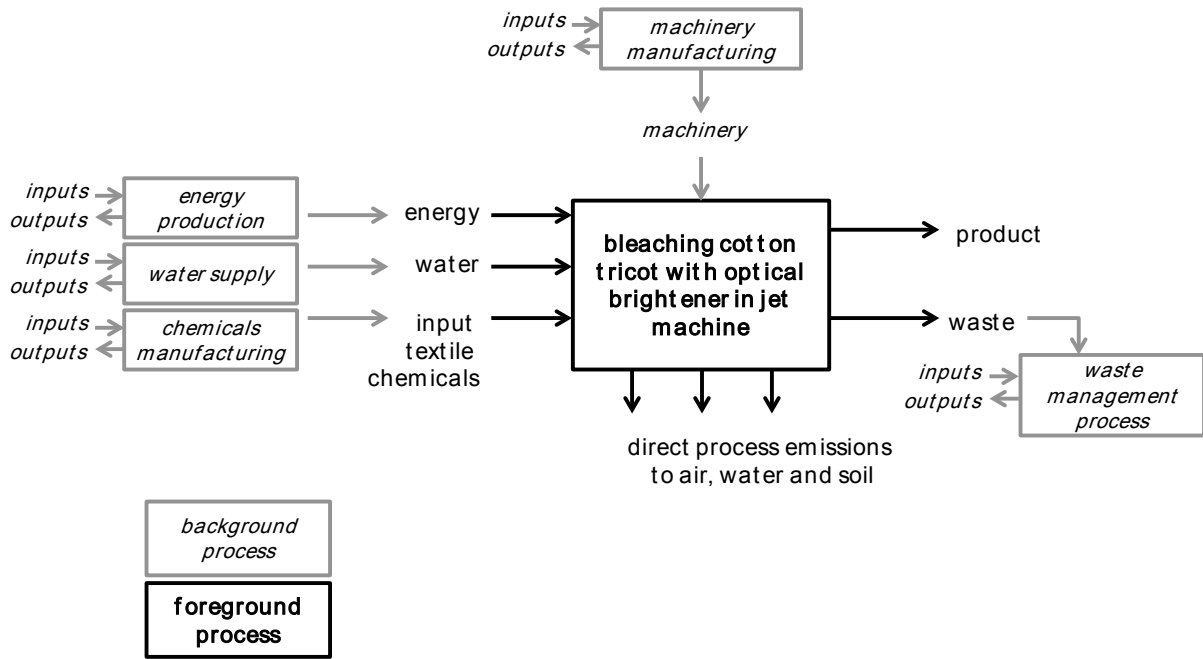 inputs
outputs
machinery
manufacturing
machinery
inputs
outputs
energy
production
energy
inputs
outputs
water supply
water
inputs
outputs
chemicals
manufacturing
input
textile
chemicals
bleaching cotton
tricot with optical
brightener in jet
machine
product
waste
inputs
outputs
waste
management
process
direct process emissions
to air, water and soil
background
process
foreground
process